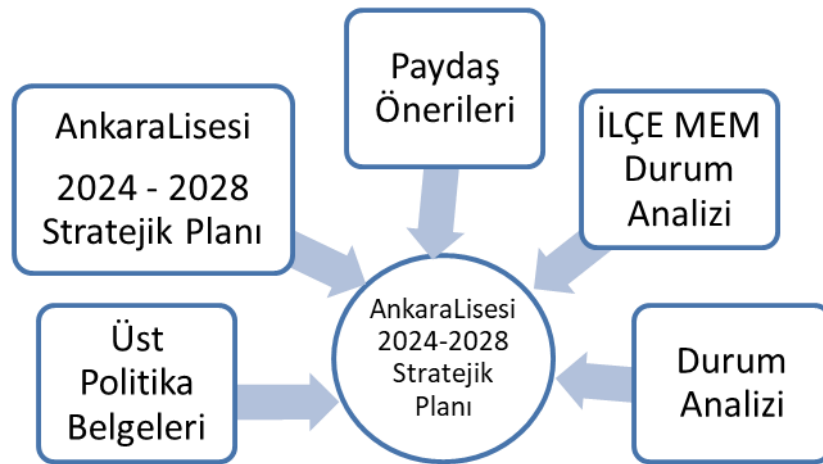 Paydaş
Önerileri
AnkaraLisesi
2024 - 2028
Stratejik Planı
İLÇE MEM
Durum
Analizi
Üst
Politika
Belgeleri
AnkaraLisesi
2024-2028
Stratejik
Planı
Durum
Analizi